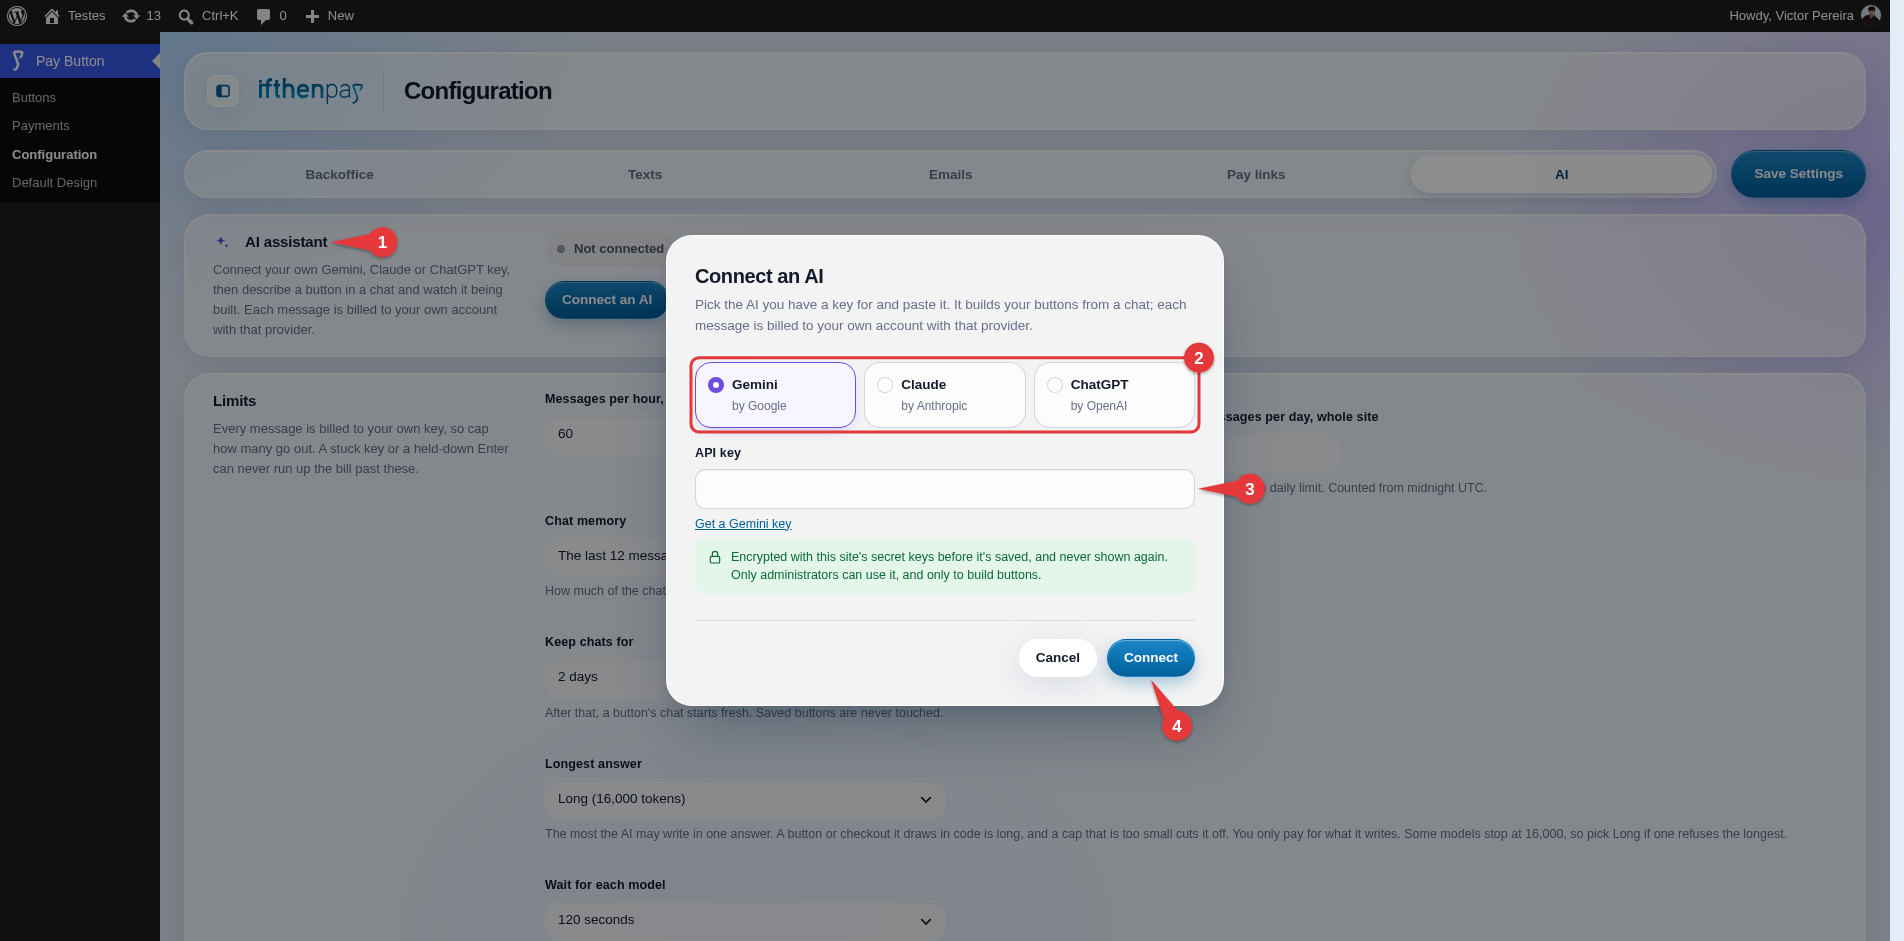 Testes
13
Ctrl+K
0
New
Howdy, Victor Pereira
Pay Button
Buttons
Payments
Configuration
Default Design
ifthenpay
Configuration
Backoffice
Texts
Emails
Pay links
AI
Save Settings
AI assistant
1
Connect your own Gemini, Claude or ChatGPT key,
then describe a button in a chat and watch it being
built. Each message is billed to your own account
with that provider.
Not connected
Connect an AI
Limits
Every message is billed to your own key, so cap
how many go out. A stuck key or a held-down Enter
can never run up the bill past these.
Messages per hour,
60
ssages per day, whole site
daily limit. Counted from midnight UTC.
Chat memory
The last 12 messa
How much of the chat
Keep chats for
2 days
After that, a button's chat starts fresh. Saved buttons are never touched.
Longest answer
Long (16,000 tokens)
The most the AI may write in one answer. A button or checkout it draws in code is long, and a cap that is too small cuts it off. You only pay for what it writes. Some models stop at 16,000, so pick Long if one refuses the longest.
Wait for each model
120 seconds
Connect an AI
Pick the AI you have a key for and paste it. It builds your buttons from a chat; each
message is billed to your own account with that provider.
2
Gemini
by Google
Claude
by Anthropic
ChatGPT
by OpenAI
API key
3
Get a Gemini key
Encrypted with this site's secret keys before it's saved, and never shown again.
Only administrators can use it, and only to build buttons.
Cancel
Connect
4